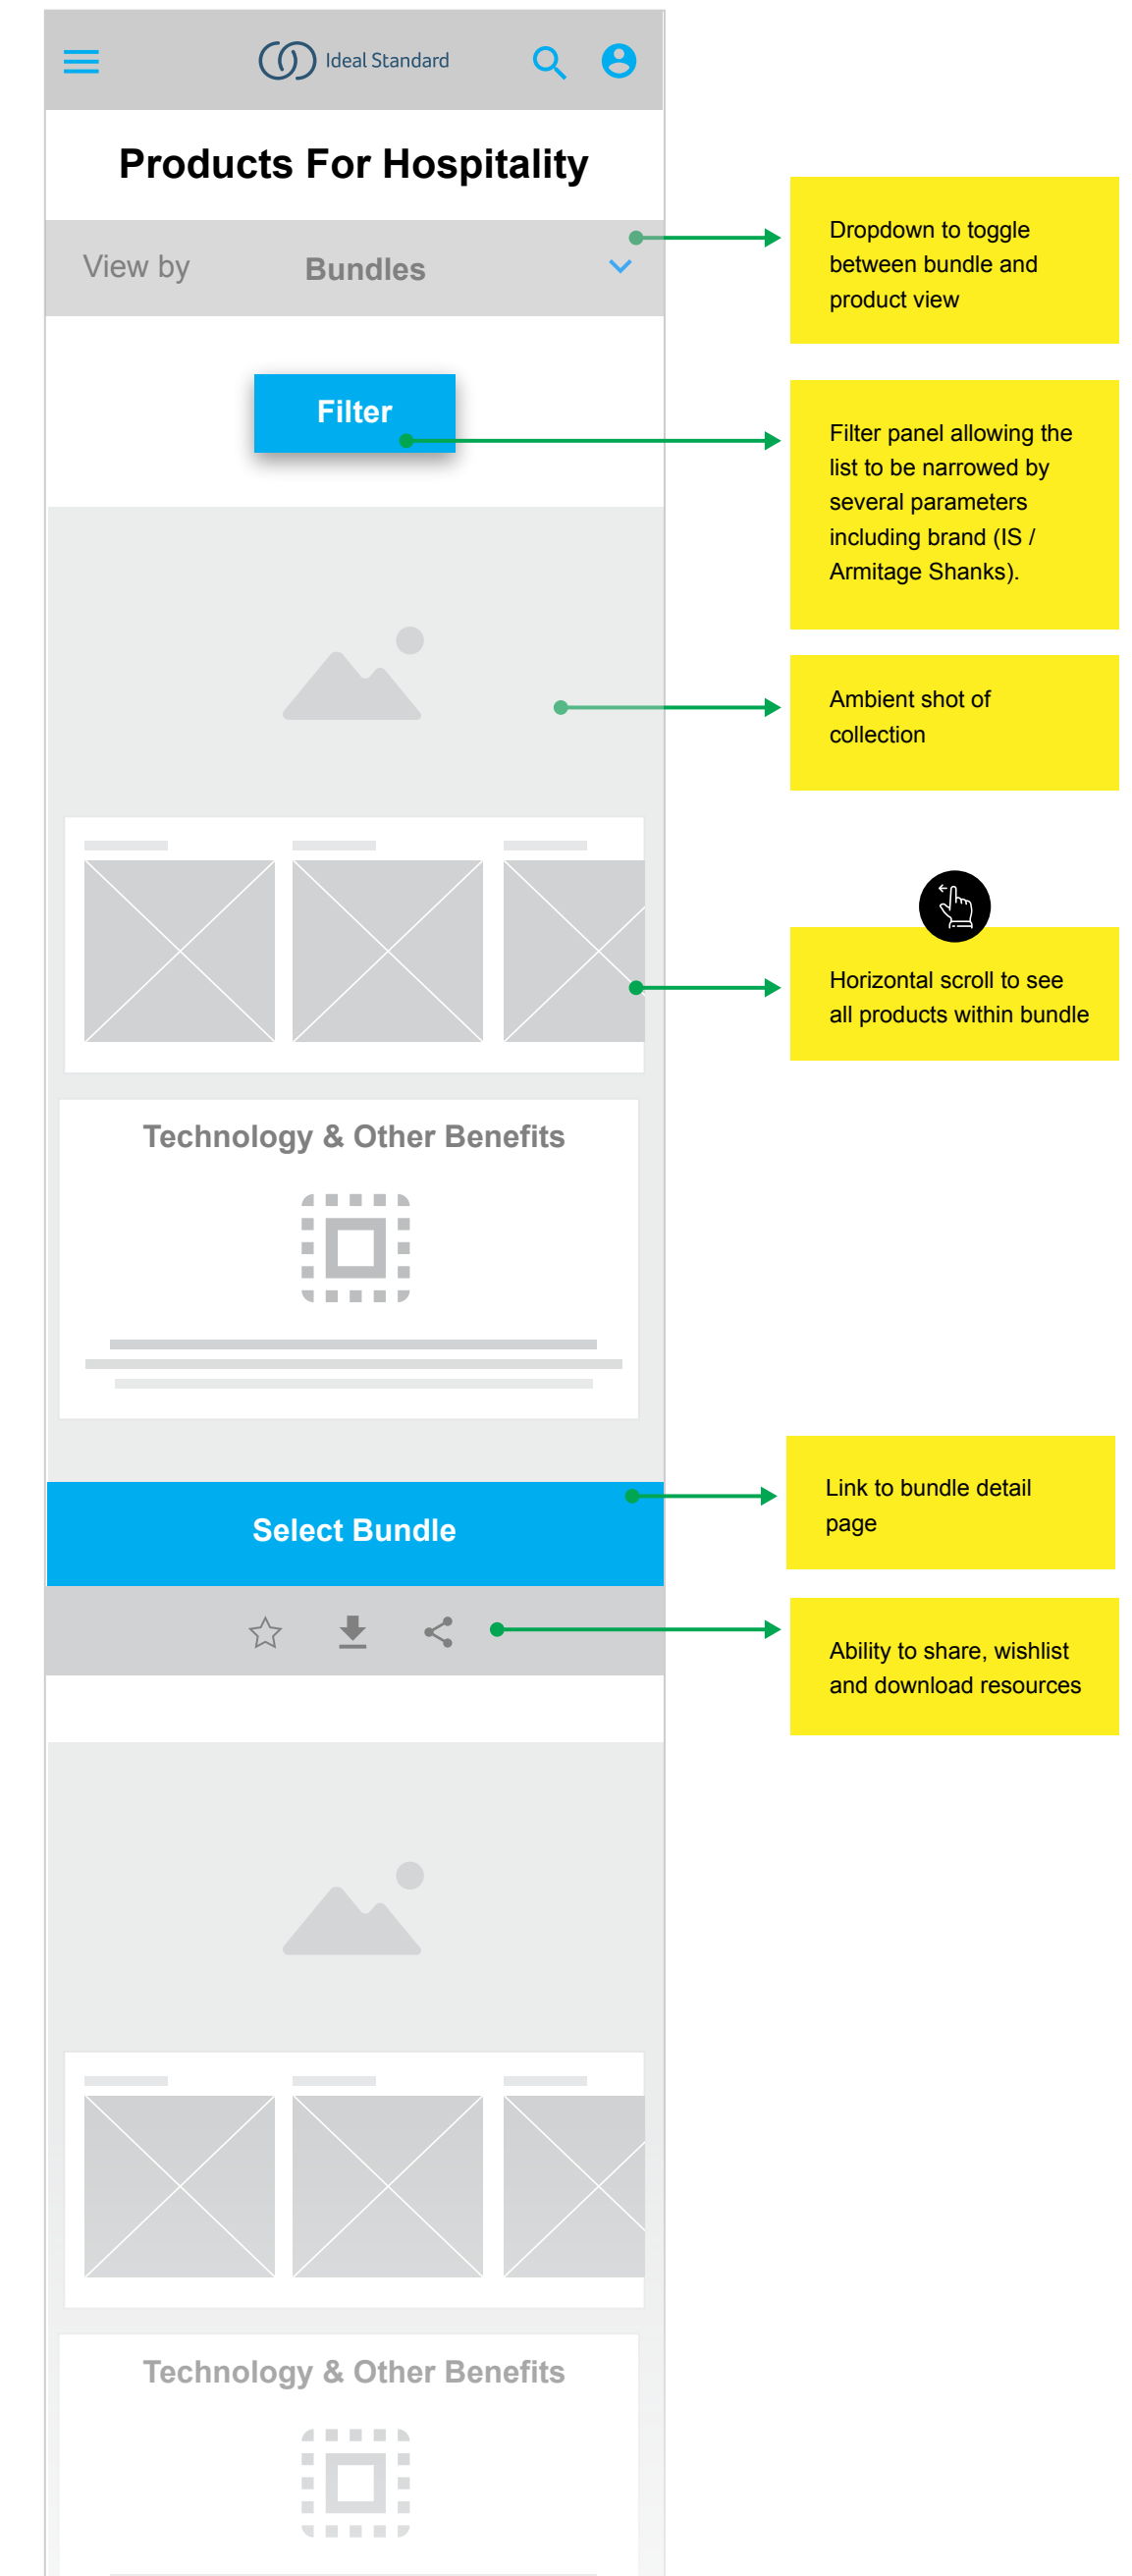 Ideal Standard
Products For Hospitality
View by
Bundles
Dropdown to toggle
between bundle and
product view
Filter
Filter panel allowing the
list to be narrowed by
several parameters
including brand (IS /
Armitage Shanks).
Ambient shot of
collection
Horizontal scroll to see
all products within bundle
Technology & Other Benefits
Select Bundle
Link to bundle detail
page
Ability to share, wishlist
and download resources
Technology & Other Benefits